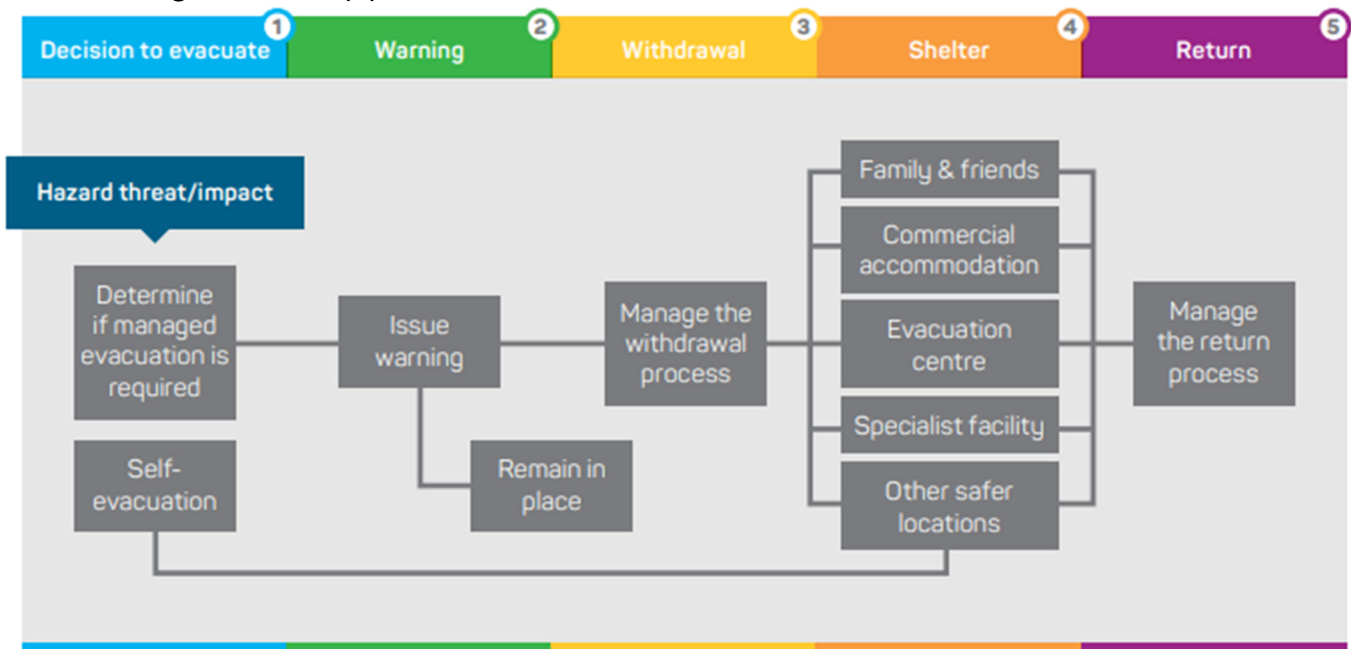 Decision to evacuate 1
Warning 2
Withdrawal 3
Shelter 4
Return 5
Hazard threat/impact
Determine
if managed
evacuation is
required
Self-
evacuation
Issue
warning
Remain in
place
Manage the
withdrawal
process
Family & friends
Commercial
accommodation
Evacuation
centre
Specialist facility
Other safer
locations
Manage
the return
process